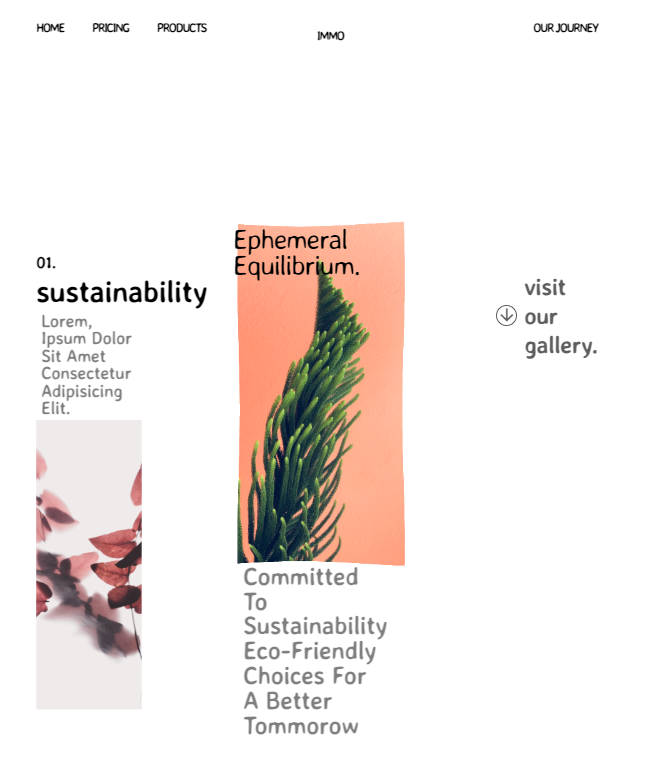 HOME PRICING PRODUCTS IMMO OUR JOURNEY
01.
sustainability
Lorem,
Ipsum Dolor
Sit Amet
Consectetur
Adipisicing
Elit.
Ephemeral
Equilibrium.
Committed
To
Sustainability
Eco-Friendly
Choices For
A Better
Tommorow
visit
our
gallery.